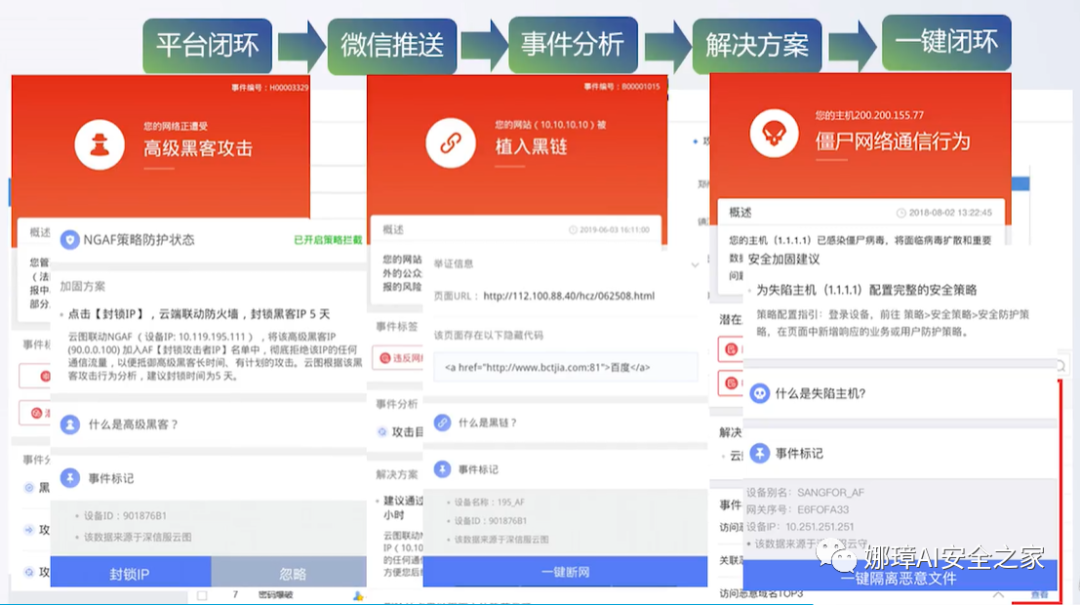 平台闭环
微信推送
事件分析
解决方案
一键闭环
事件编号：H00003329
您的网络正遭受
高级黑客攻击
概述
NGAF策略防护状态
已开启策略拦截
加固方案
点击【封锁IP】，云端联动防火墙，封锁黑客IP 5 天
云图联动NGAF（ 设备IP: 10.119.195.111 ），将该高级黑客IP
(90.0.0.100) 加入AF【封锁攻击者IP】名单中，彻底拒绝该IP的任何
通信流量，以便抵御高级黑客长时间、有计划的攻击。云图根据该黑
客攻击行为分析，建议封锁时间为5 天。
什么是高级黑客？
事件标记
设备ID：901876B1
该数据来源于深信服云图
封锁IP
忽略
7
密码爆破
事件编号：B00001015
您的网站（10.10.10.10）被
植入黑链
概述
2019-06-03 16:11:00
您的网站
外的公众
报的风险
举证信息
页面URL： http://112.100.88.40/hcz/062508.html
事件标签
该页面存在以下隐藏代码
违反网
<a href="http://www.bctjia.com:81">百度</a>
事件分析
什么是黑链？
攻击目
事件标记
解决方案
建议通过
小时
设备名称：195_AF
设备ID：901876B1
该数据来源于深信服云图
云图联动N
IP（10.10
的任何通
方便您后续
一键断网
您的主机200.200.155.77
僵尸网络通信行为
概述
2018-08-02 13:22:45
您的主机（1.1.1.1）已感染僵尸病毒，将面临病毒扩散和重要
数据
问题
安全加固建议
为失陷主机（1.1.1.1）配置完整的安全策略
策略配置指引：登录设备，前往 策略>安全策略>安全防护策
略，在页面中新增响应的业务或用户防护策略。
潜在
什么是失陷主机?
解决
事件标记
设备别名：SANGFOR_AF
网关序号：E6FOFA33
设备IP：10.251.251.251
该数据来源于深信服云守
一键隔离恶意文件
访问恶意域名TOP3
查看
娜璋AI安全之家